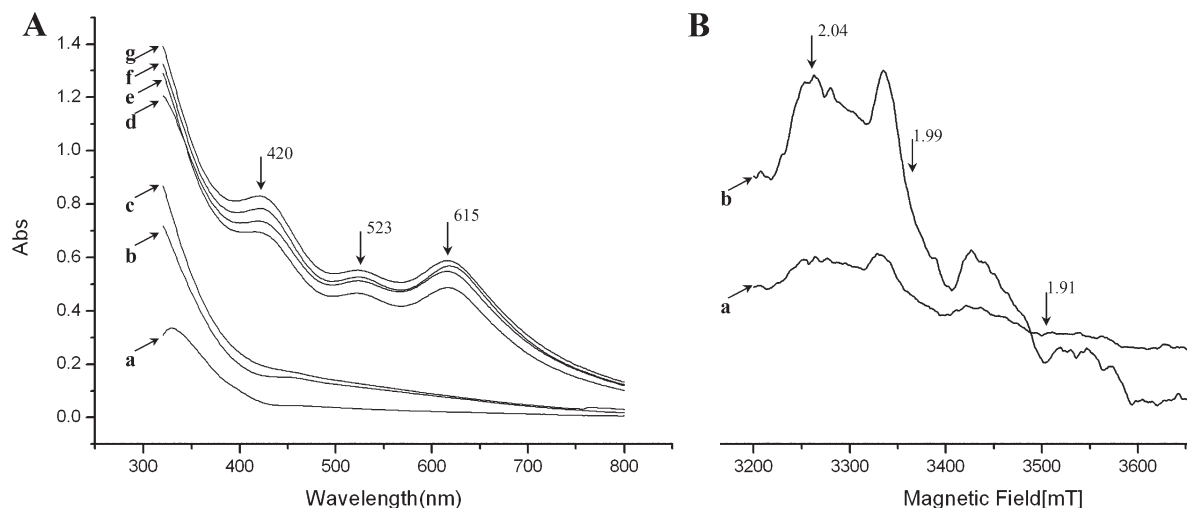 A
B
1.4
1.2
1.0
0.8
0.6
0.4
0.2
0.0
Abs
g
f
e
d
c
b
a
420
523
615
300
400
500
600
700
800
Wavelength(nm)
2.04
1.99
1.91
b
a
3200
3300
3400
3500
3600
Magnetic Field[mT]